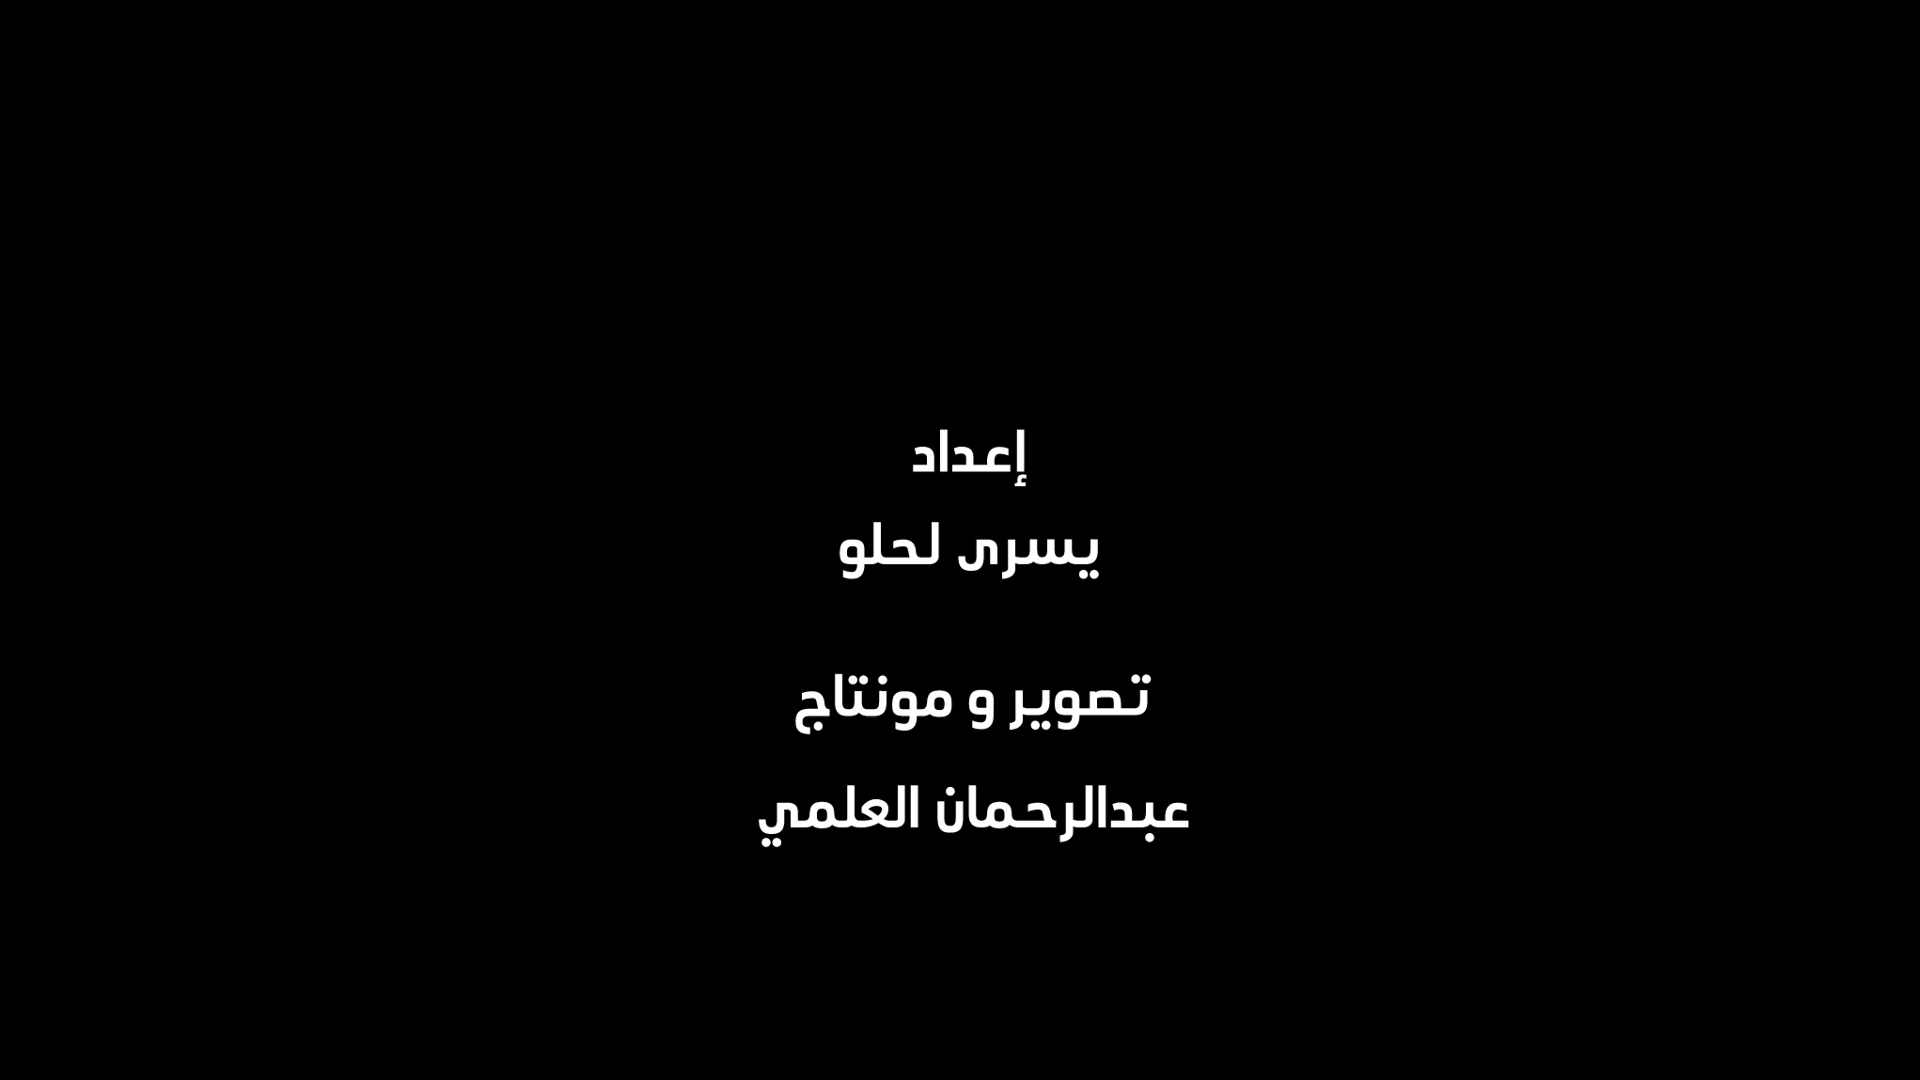 إعداد
يسرى لحلو
تصوير و مونتاج
عبدالرحمان العلمي